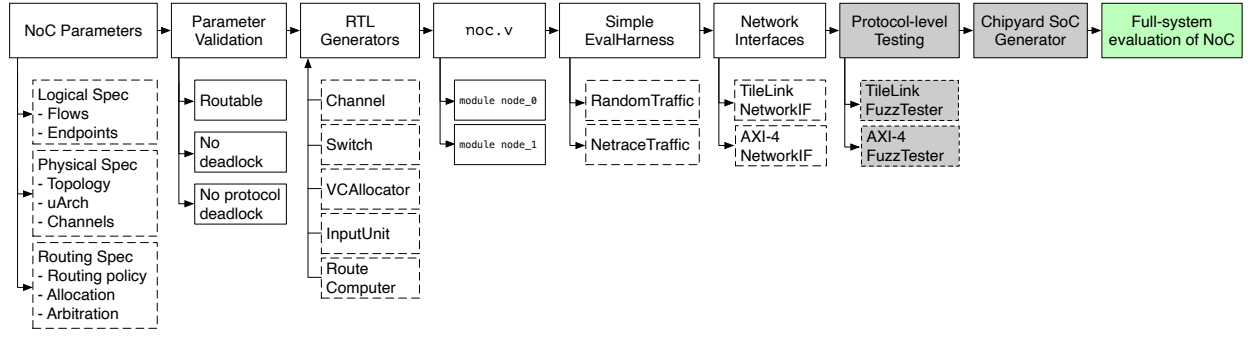 NoC Parameters
Parameter
Validation
RTL
Generators
noc.v
Simple
EvalHarness
Network
Interfaces
Protocol-level
Testing
Chipyard SoC
Generator
Full-system
evaluation of NoC
Logical Spec
- Flows
- Endpoints
Physical Spec
- Topology
- uArch
- Channels
Routing Spec
- Routing policy
- Allocation
- Arbitration
Routable
No
deadlock
No protocol
deadlock
Channel
Switch
VCAllocator
InputUnit
Route
Computer
module node_0
module node_1
RandomTraffic
NetraceTraffic
TileLink
NetworkIF
AXI-4
NetworkIF
TileLink
FuzzTester
AXI-4
FuzzTester